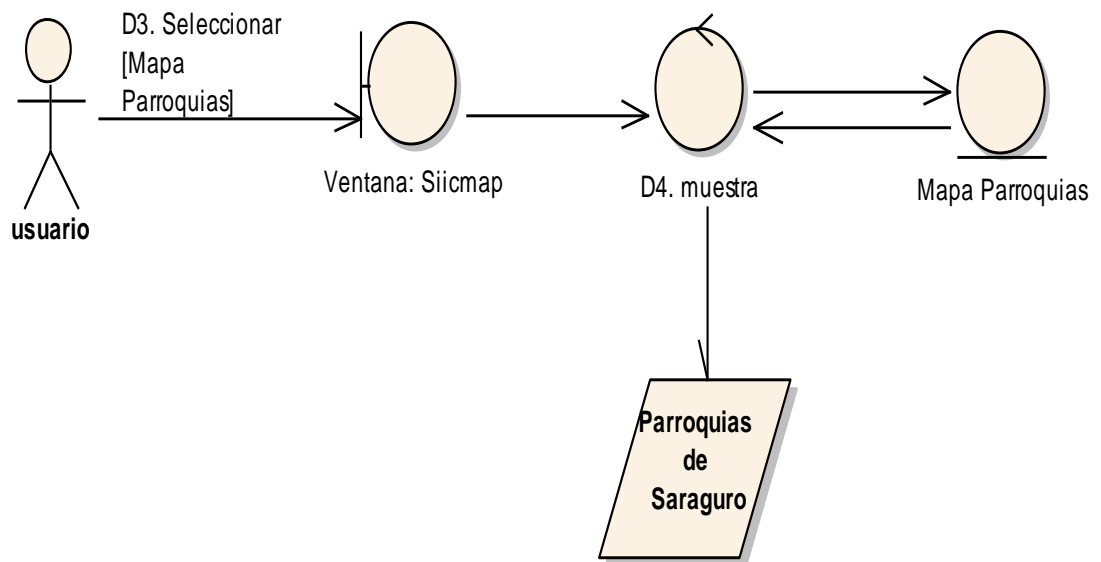 D3. Seleccionar
[Mapa
Parroquias]
usuario
Ventana: Siicmap
D4. muestra
Mapa Parroquias
Parroquias
de
Saraguro